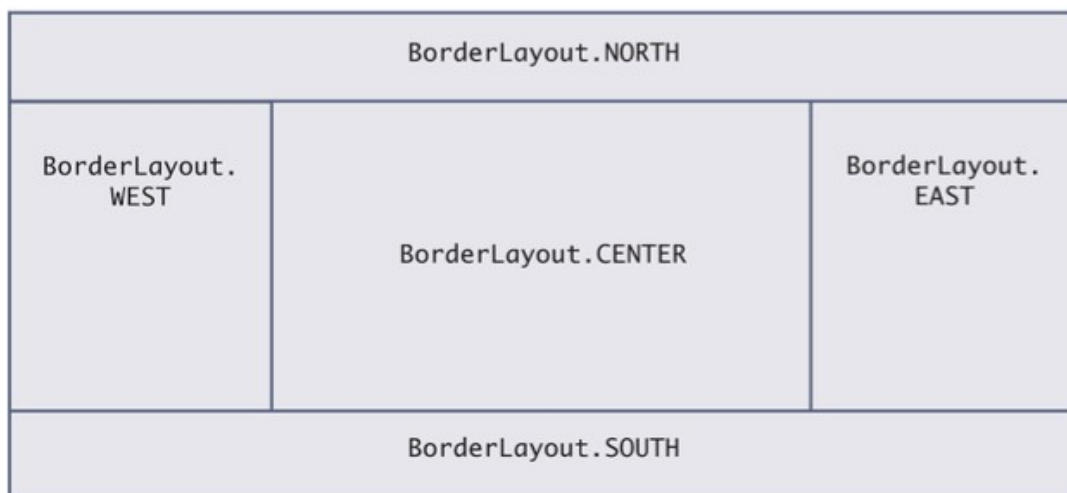 BorderLayout.NORTH
BorderLayout.
WEST
BorderLayout.CENTER
BorderLayout.
EAST
BorderLayout.SOUTH